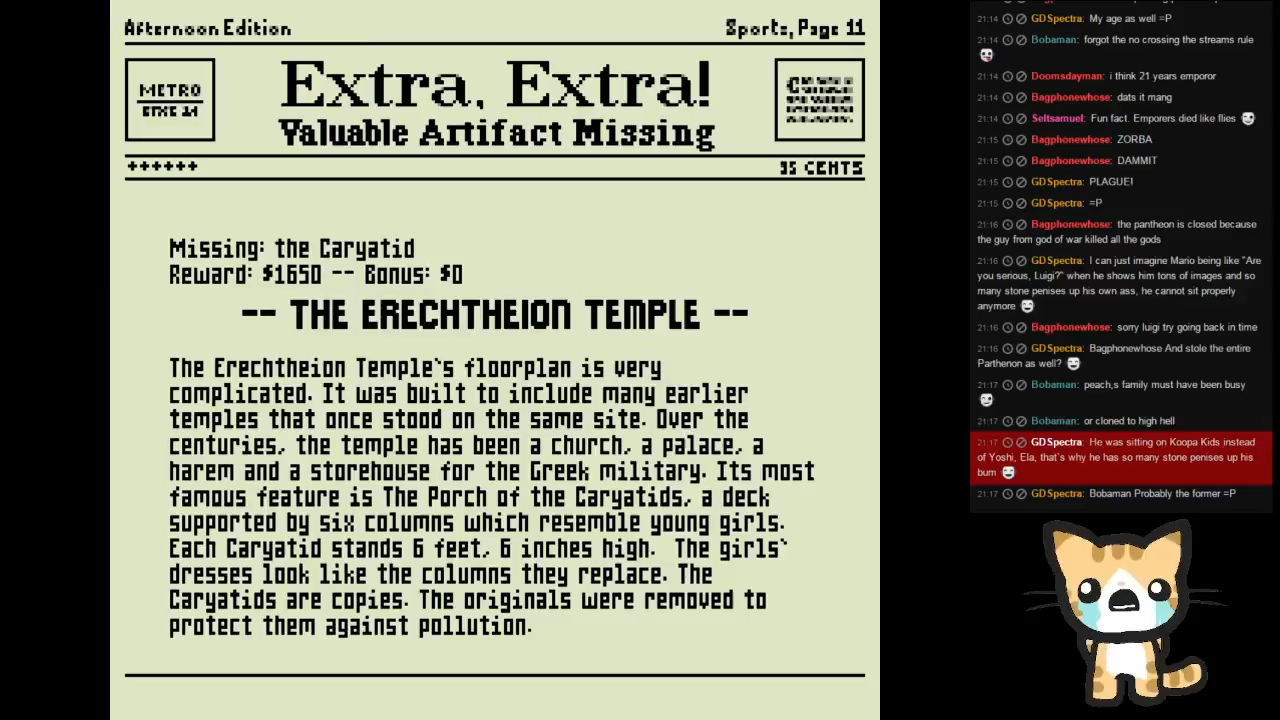 Afternoon Edition
Sports, Page 11
METRO
Extra, Extra!
Valuable Artifact Missing
++++++
35 CENTS
Missing: the Caryatid
Reward: $1650 -- Bonus: $0
-- THE ERECHTHEION TEMPLE --
The Erechtheion Temple`s floorplan is very
complicated. It was built to include many earlier
temples that once stood on the same site. Over the
centuries, the temple has been a church, a palace, a
harem and a storehouse for the Greek military. Its most
famous feature is The Porch of the Caryatids, a deck
supported by six columns which resemble young girls.
Each Caryatid stands 6 feet, 6 inches high.  The girls`
dresses look like the columns they replace. The
Caryatids are copies. The originals were removed to
protect them against pollution.
21:14 GDSpectra: My age as well =P
21:14 Bobaman: forgot the no crossing the streams rule
21:14 Doomsdayman: i think 21 years emporor
21:14 Bagphonewhose: dats it mang
21:14 Seltsamuel: Fun fact. Emporers died like flies
21:15 Bagphonewhose: ZORBA
21:15 Bagphonewhose: DAMMIT
21:15 GDSpectra: PLAGUE!
21:15 GDSpectra: =P
21:16 Bagphonewhose: the pantheon is closed because
the guy from god of war killed all the gods
21:16 GDSpectra: I can just imagine Mario being like "Are
you serious, Luigi?" when he shows him tons of images and so
many stone penises up his own ass, he cannot sit properly
anymore
21:16 Bagphonewhose: sorry luigi try going back in time
21:16 GDSpectra: Bagphonewhose And stole the entire
Parthenon as well?
21:17 Bobaman: peach,s family must have been busy
21:17 Bobaman: or cloned to high hell
21:17 GDSpectra: He was sitting on Koopa Kids instead
of Yoshi, Ela, that's why he has so many stone penises up his
bum
21:17 GDSpectra: Bobaman Probably the former =P